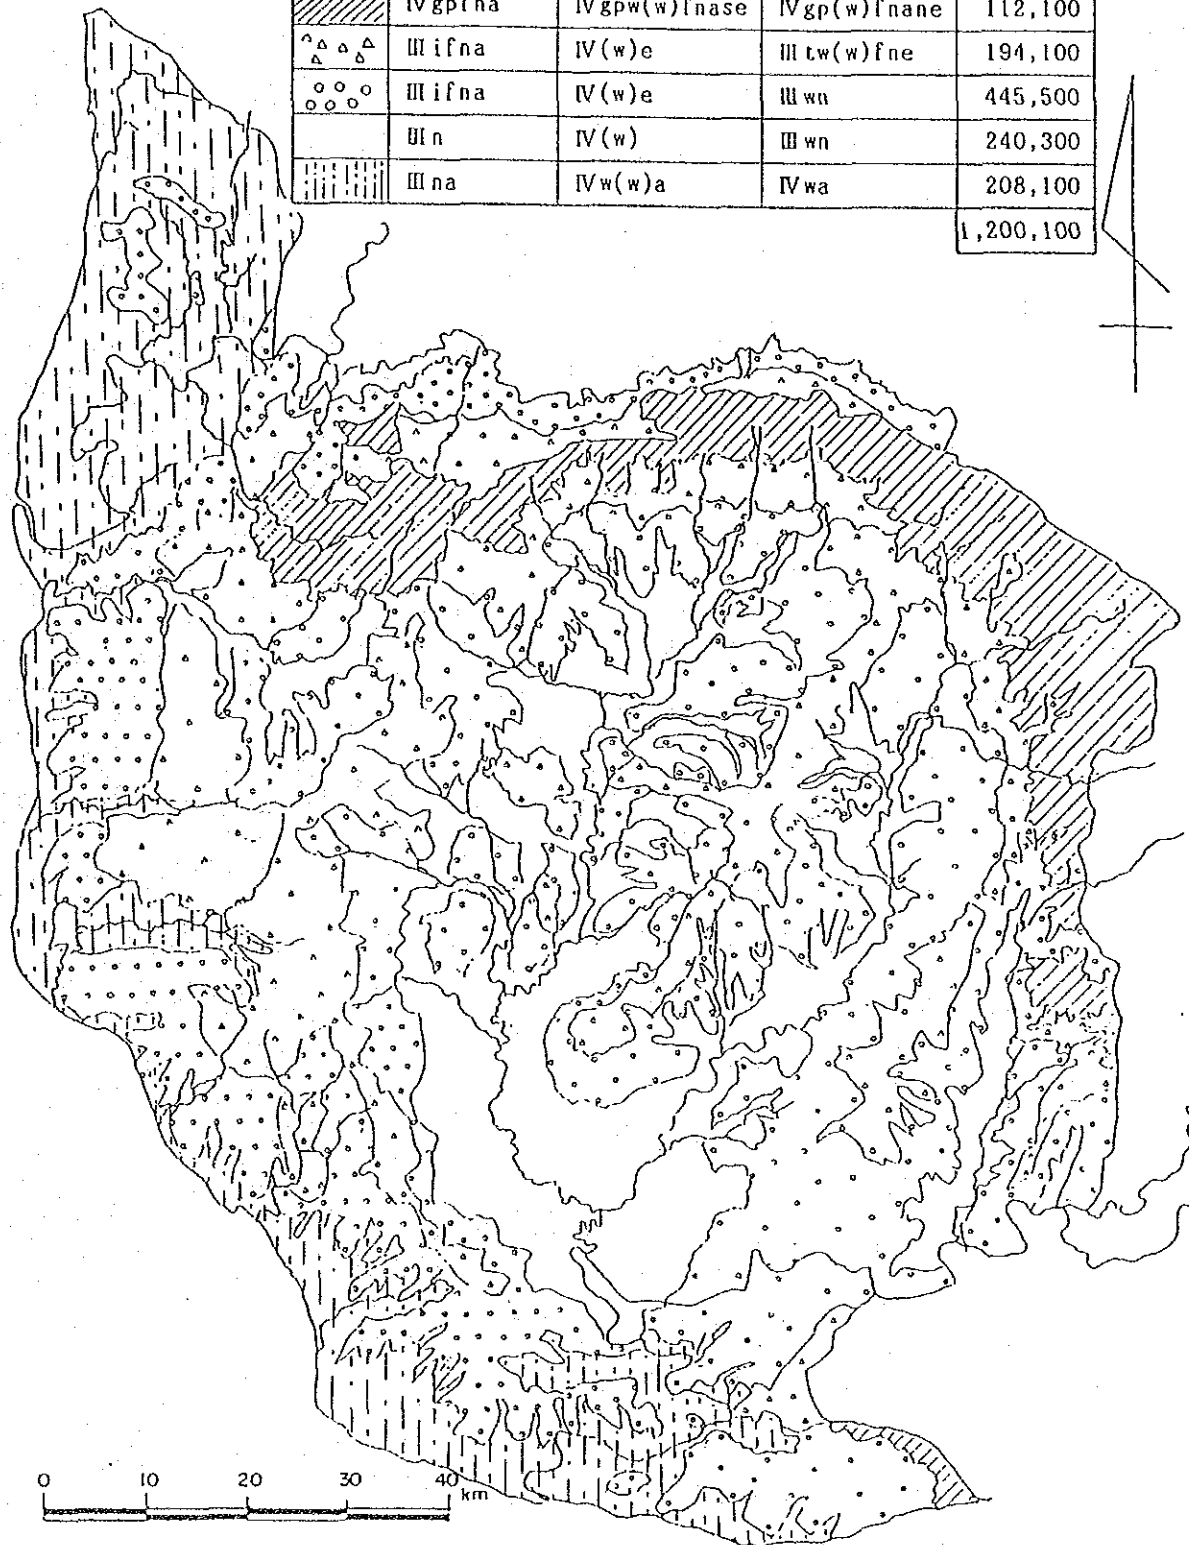 IVgpfna IVgpw(w)fnase IVgp(w)fnane 112,100
IIIifna IV(w)e IIItw(w)fne 194,100
IIIifna IV(w)e IIIwn 445,500
IIIn IV(w) IIIwn 240,300
IIIna IVw(w)a IVwa 208,100
1,200,100
0 10 20 30 40 km